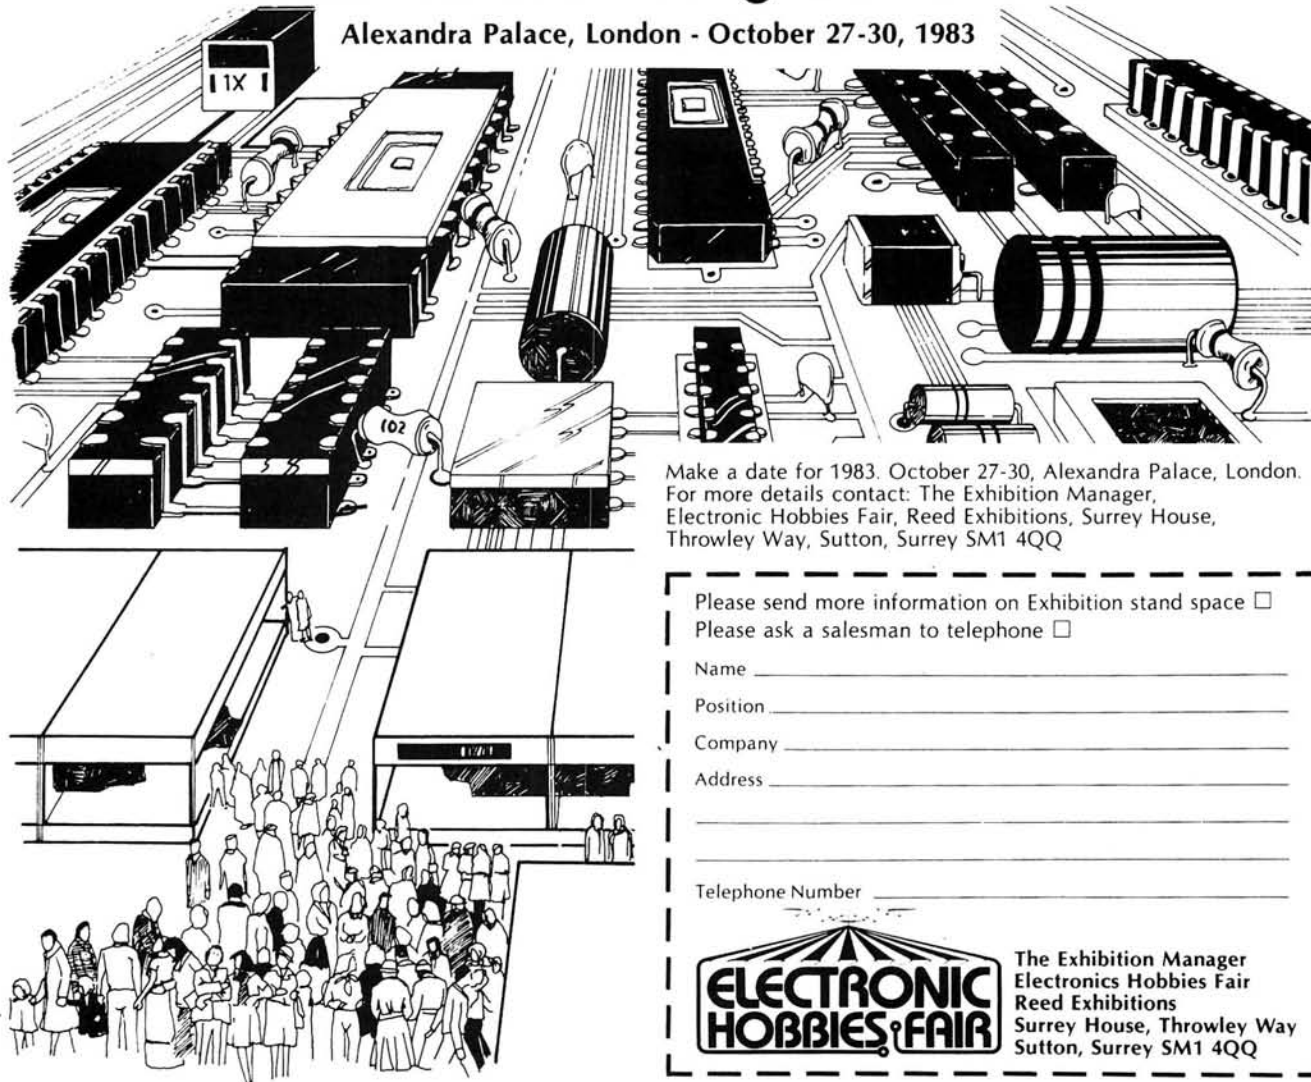 Alexandra Palace, London - October 27-30, 1983
1X
102
Make a date for 1983. October 27-30, Alexandra Palace, London.
For more details contact: The Exhibition Manager,
Electronic Hobbies Fair, Reed Exhibitions, Surrey House,
Throwley Way, Sutton, Surrey SM1 4QQ
Please send more information on Exhibition stand space ☐
Please ask a salesman to telephone ☐
Name
Position
Company
Address
Telephone Number
ELECTRONIC
HOBBIES FAIR
The Exhibition Manager
Electronics Hobbies Fair
Reed Exhibitions
Surrey House, Throwley Way
Sutton, Surrey SM1 4QQ